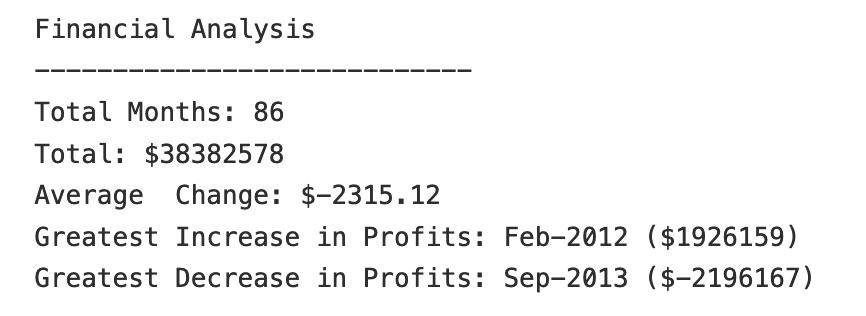 Financial Analysis
----------------------------
Total Months: 86
Total: $38382578
Average  Change: $-2315.12
Greatest Increase in Profits: Feb-2012 ($1926159)
Greatest Decrease in Profits: Sep-2013 ($-2196167)